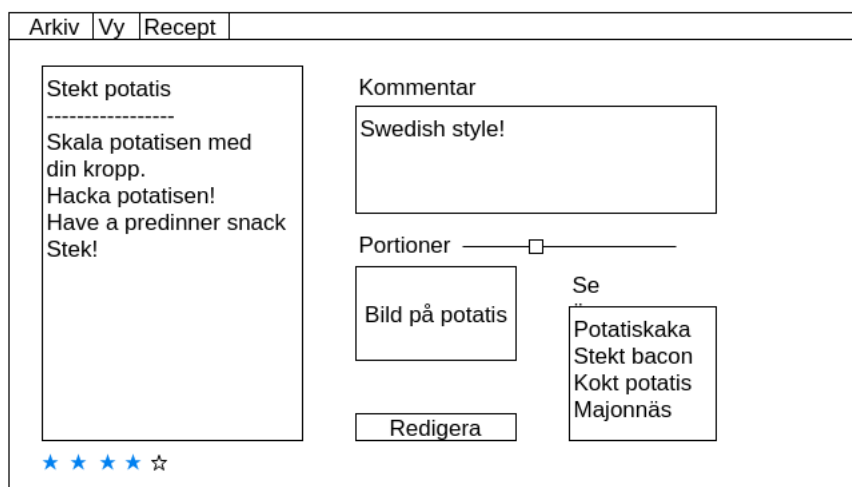 Arkiv Vy Recept
Stekt potatis
-----------------
Skala potatisen med
din kropp.
Hacka potatisen!
Have a predinner snack
Stek!
Kommentar
Swedish style!
Portioner
Bild på potatis
Se
Potatiskaka
Stekt bacon
Kokt potatis
Majonnäs
Redigera